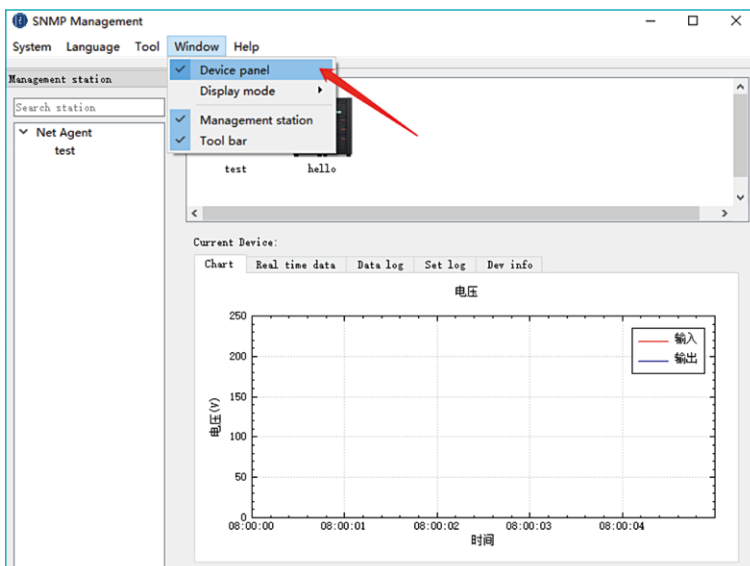 SNMP Management
System Language Tool Window Help
Device panel
Display mode
Management station
Tool bar
Management station
Search station
Net Agent
test
test hello
Current Device:
Chart Real time data Data log Set log Dev info
电压
250
200
150
100
50
0
电压(V)
输入
输出
08:00:00 08:00:01 08:00:02 08:00:03 08:00:04
时间